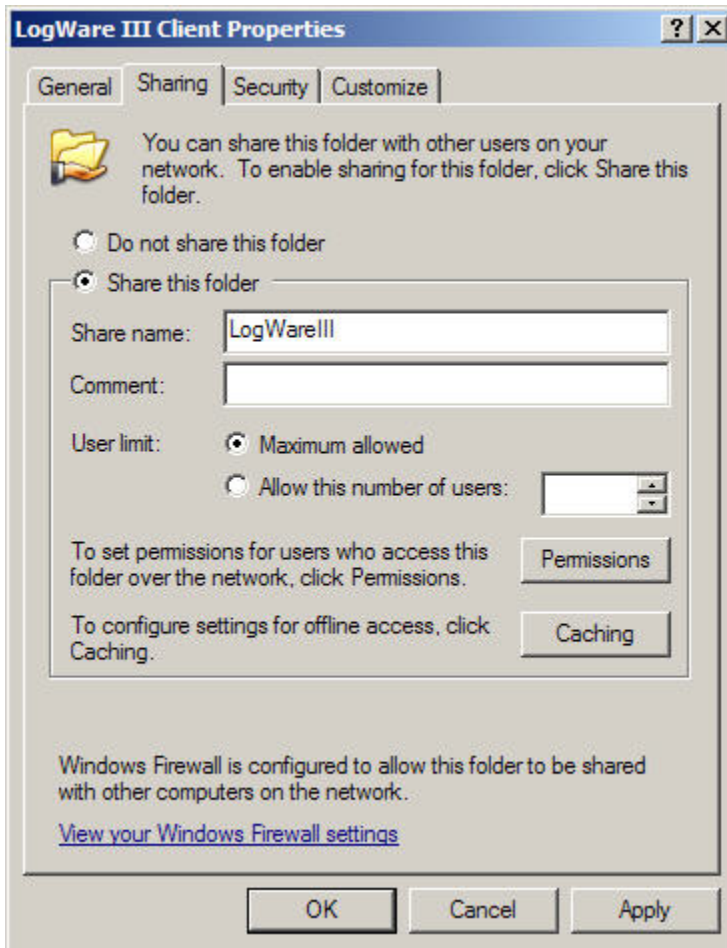 LogWare III Client Properties
General Sharing Security Customize
You can share this folder with other users on your
network. To enable sharing for this folder, click Share this
folder.
Do not share this folder
Share this folder
Share name: LogWareIII
Comment:
User limit: Maximum allowed
Allow this number of users:
To set permissions for users who access this
folder over the network, click Permissions.
Permissions
To configure settings for offline access, click
Caching.
Caching
Windows Firewall is configured to allow this folder to be shared
with other computers on the network.
View your Windows Firewall settings
OK Cancel Apply